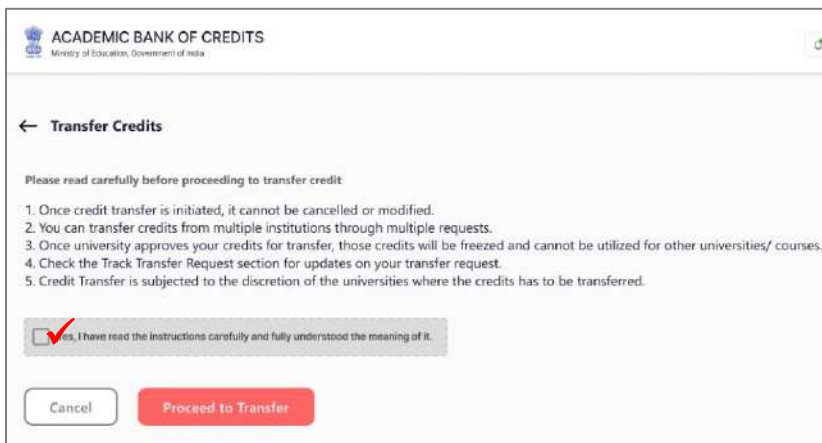 ACADEMIC BANK OF CREDITS
Ministry of Education, Government of India
Transfer Credits
Please read carefully before proceeding to transfer credit
1. Once credit transfer is initiated, it cannot be cancelled or modified.
2. You can transfer credits from multiple institutions through multiple requests.
3. Once university approves your credits for transfer, those credits will be freezed and cannot be utilized for other universities/ courses.
4. Check the Track Transfer Request section for updates on your transfer request.
5. Credit Transfer is subjected to the discretion of the universities where the credits has to be transferred.
Yes, I have read the instructions carefully and fully understood the meaning of it.
Cancel
Proceed to Transfer